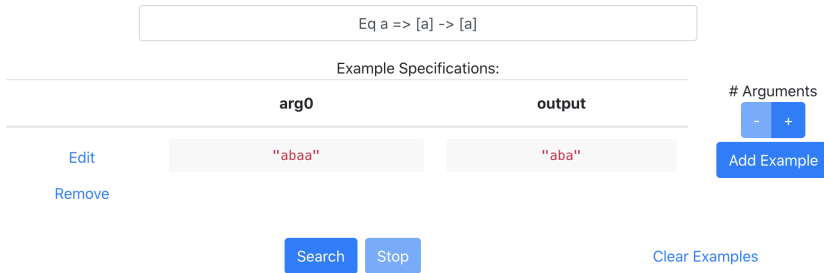 Eq a => [a] -> [a]
Example Specifications:
# Arguments
arg0 output
- +
Edit "abaa" "aba"
Add Example
Remove
Search Stop Clear Examples